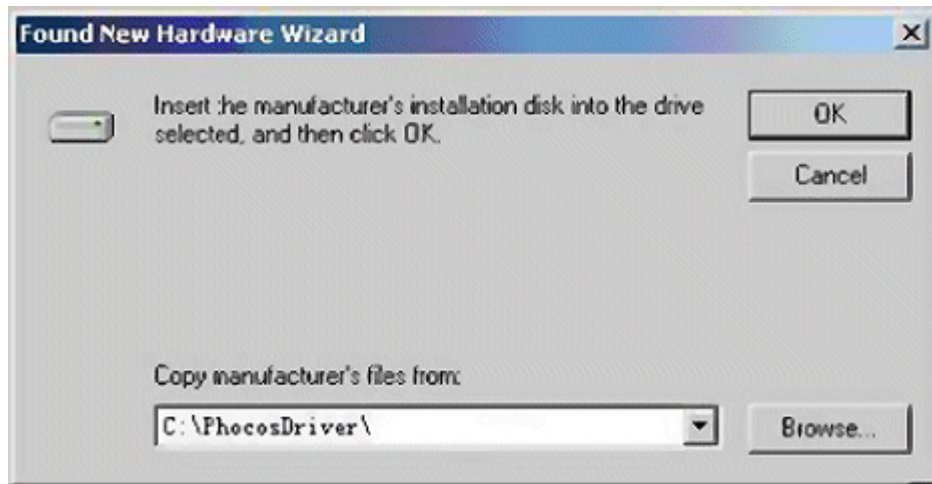 Found New Hardware Wizard
Insert the manufacturer's installation disk into the drive
selected, and then click OK.
OK
Cancel
Copy manufacturer's files from:
C:\PhocosDriver\
Browse...